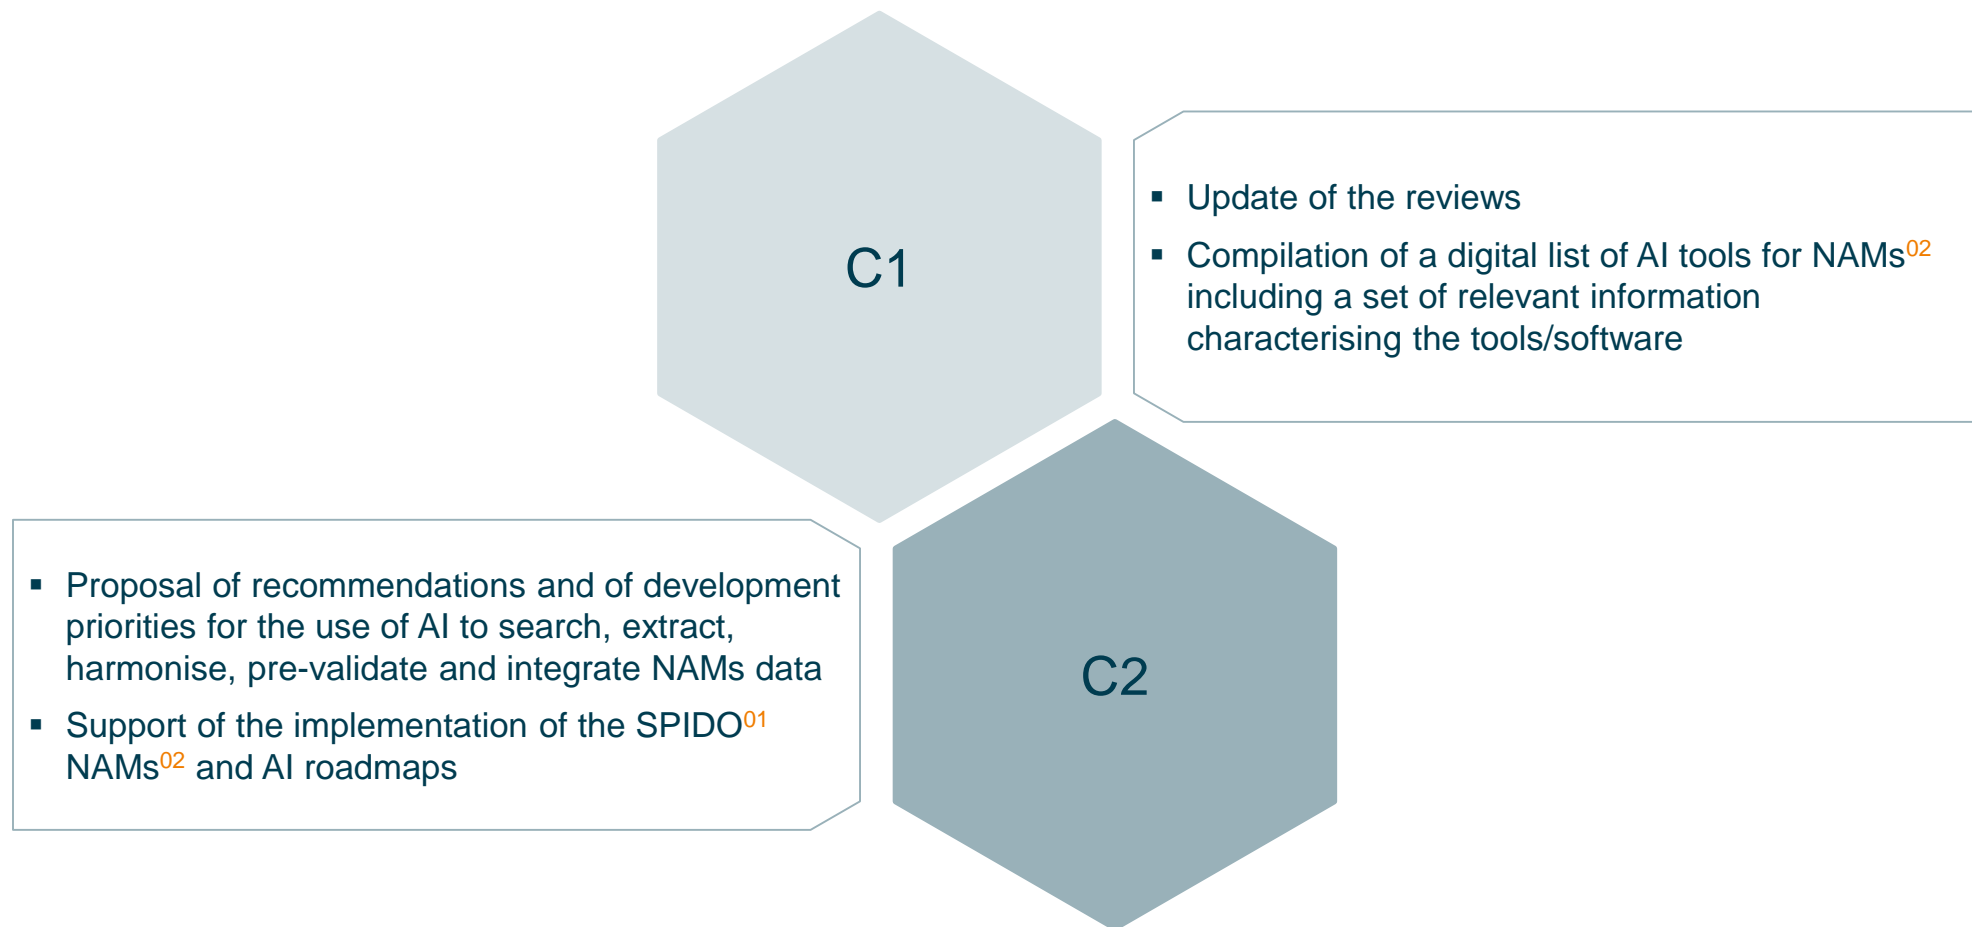 C1
▪ Update of the reviews
▪ Compilation of a digital list of AI tools for NAMs02
including a set of relevant information
characterising the tools/software
▪ Proposal of recommendations and of development
priorities for the use of AI to search, extract,
harmonise, pre-validate and integrate NAMs data
▪ Support of the implementation of the SPIDO01
NAMs02 and AI roadmaps
C2